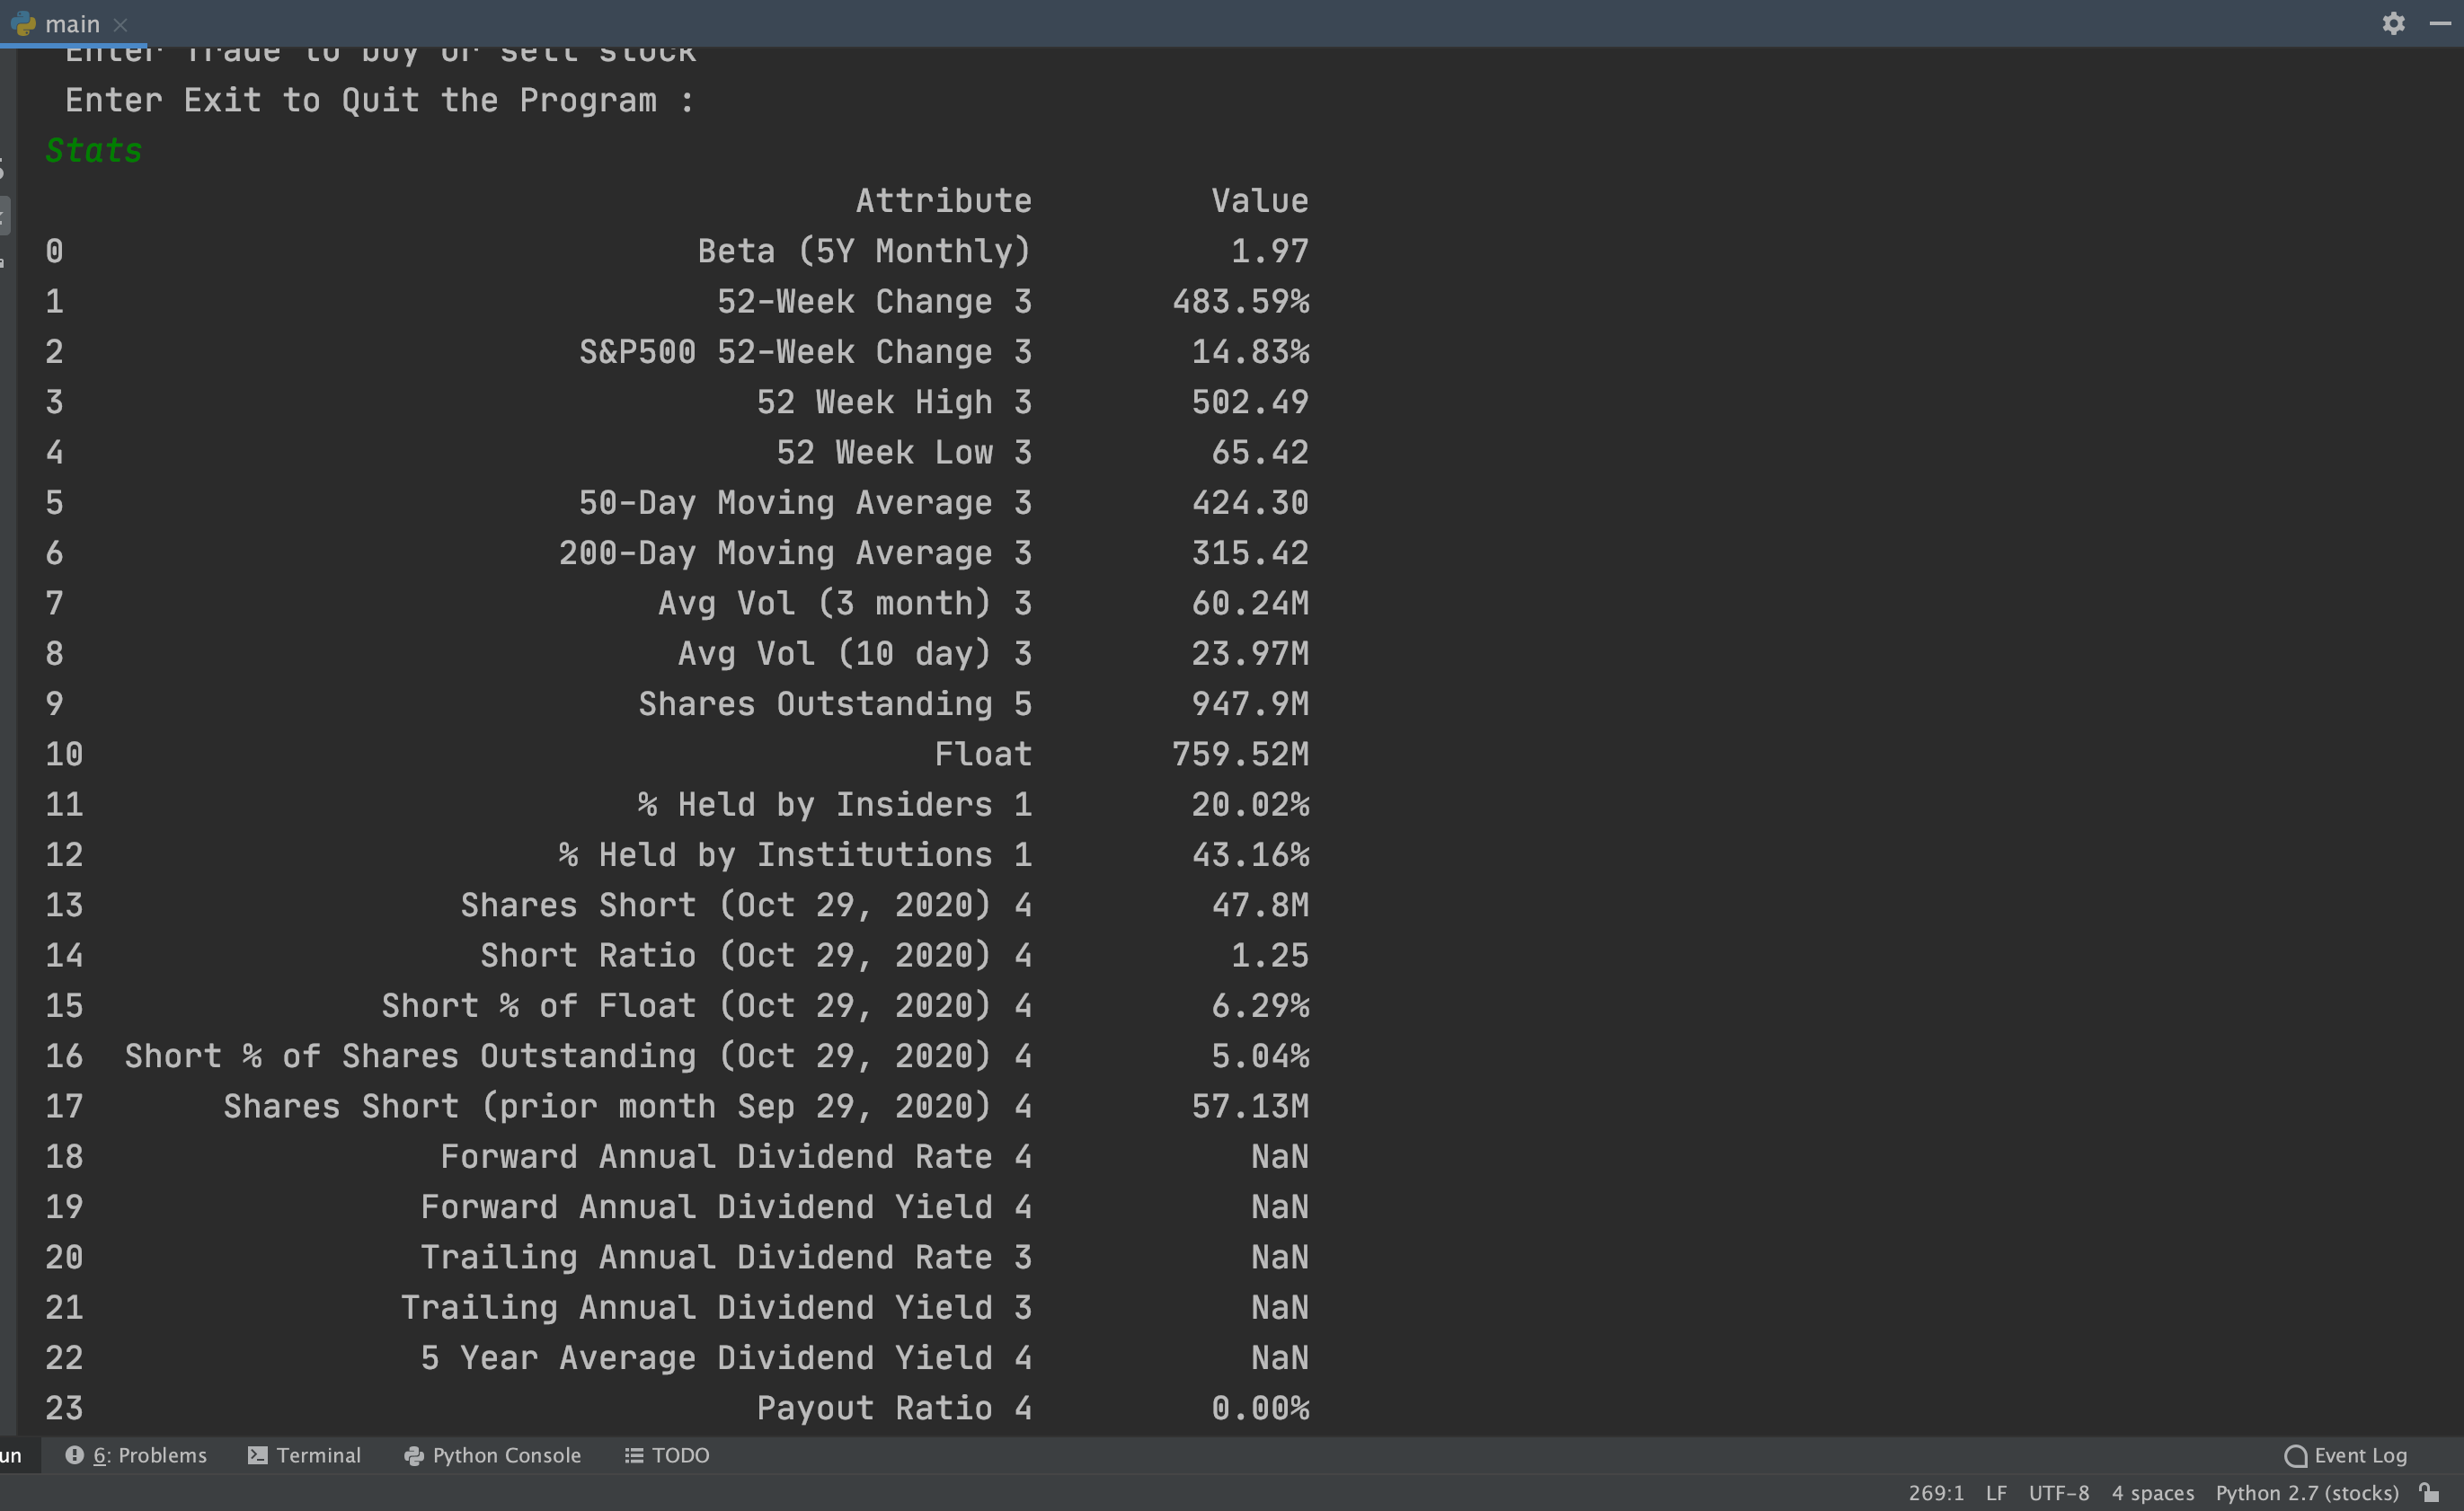 main
Enter Trade to buy or sell stock
Enter Exit to Quit the Program :
Stats
Attribute Value
0 Beta (5Y Monthly) 1.97
1 52-Week Change 3 483.59%
2 S&P500 52-Week Change 3 14.83%
3 52 Week High 3 502.49
4 52 Week Low 3 65.42
5 50-Day Moving Average 3 424.30
6 200-Day Moving Average 3 315.42
7 Avg Vol (3 month) 3 60.24M
8 Avg Vol (10 day) 3 23.97M
9 Shares Outstanding 5 947.9M
10 Float 759.52M
11 % Held by Insiders 1 20.02%
12 % Held by Institutions 1 43.16%
13 Shares Short (Oct 29, 2020) 4 47.8M
14 Short Ratio (Oct 29, 2020) 4 1.25
15 Short % of Float (Oct 29, 2020) 4 6.29%
16 Short % of Shares Outstanding (Oct 29, 2020) 4 5.04%
17 Shares Short (prior month Sep 29, 2020) 4 57.13M
18 Forward Annual Dividend Rate 4 NaN
19 Forward Annual Dividend Yield 4 NaN
20 Trailing Annual Dividend Rate 3 NaN
21 Trailing Annual Dividend Yield 3 NaN
22 5 Year Average Dividend Yield 4 NaN
23 Payout Ratio 4 0.00%
un 6: Problems Terminal Python Console TODO Event Log
269:1 LF UTF-8 4 spaces Python 2.7 (stocks)